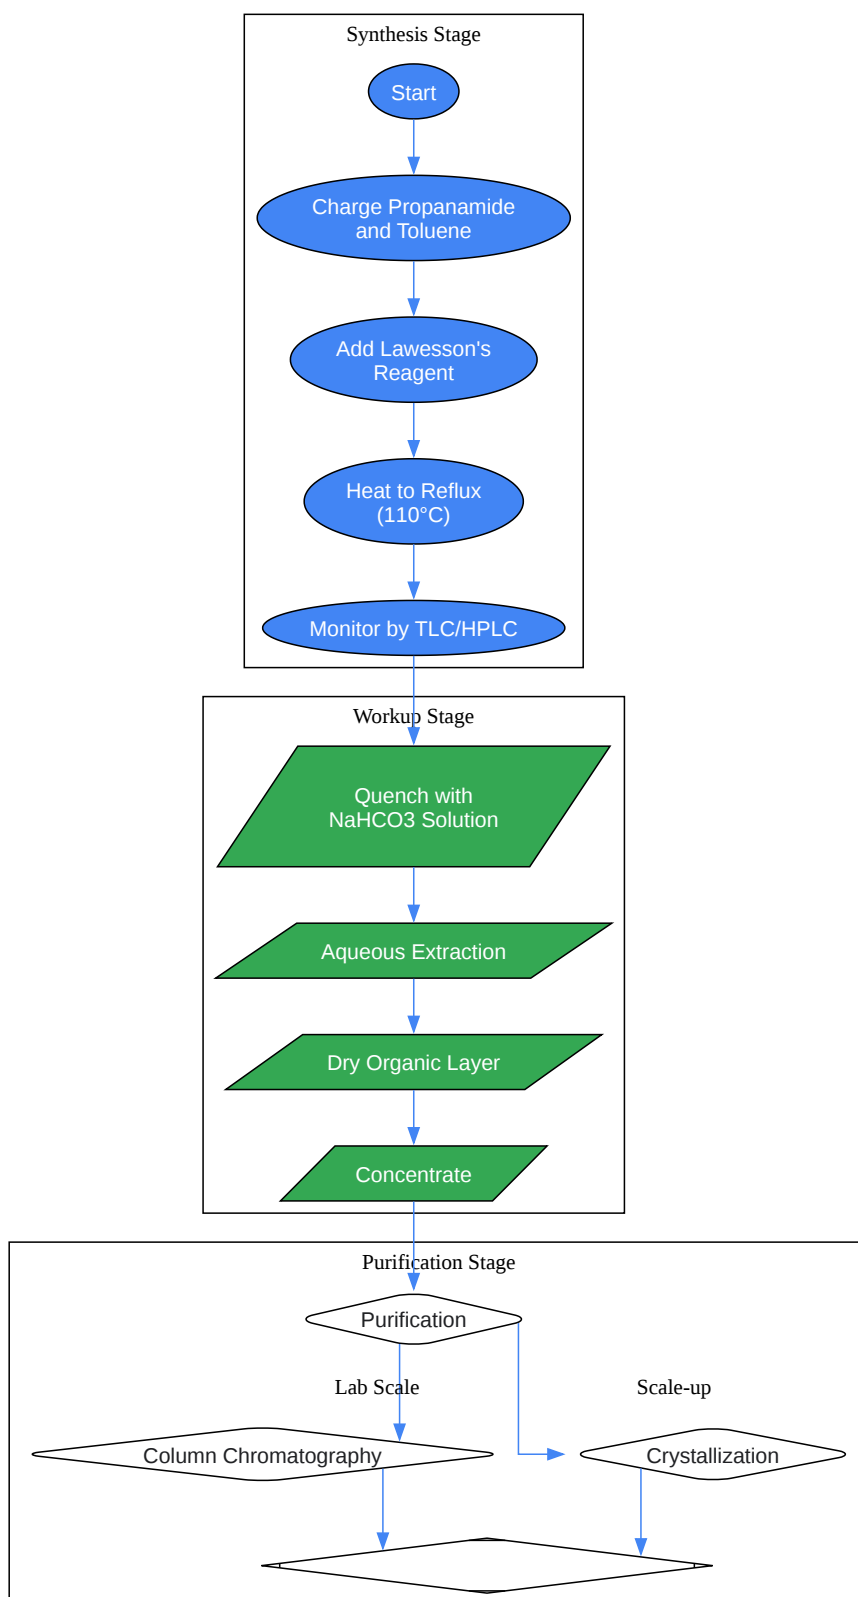 Synthesis Stage
Start
Charge Propanamide
and Toluene
Add Lawesson's
Reagent
Heat to Reflux
(110°C)
Monitor by TLC/HPLC
Workup Stage
Quench with
NaHCO3 Solution
Aqueous Extraction
Dry Organic Layer
Concentrate
Purification Stage
Purification
Lab Scale
Scale-up
Column Chromatography
Crystallization